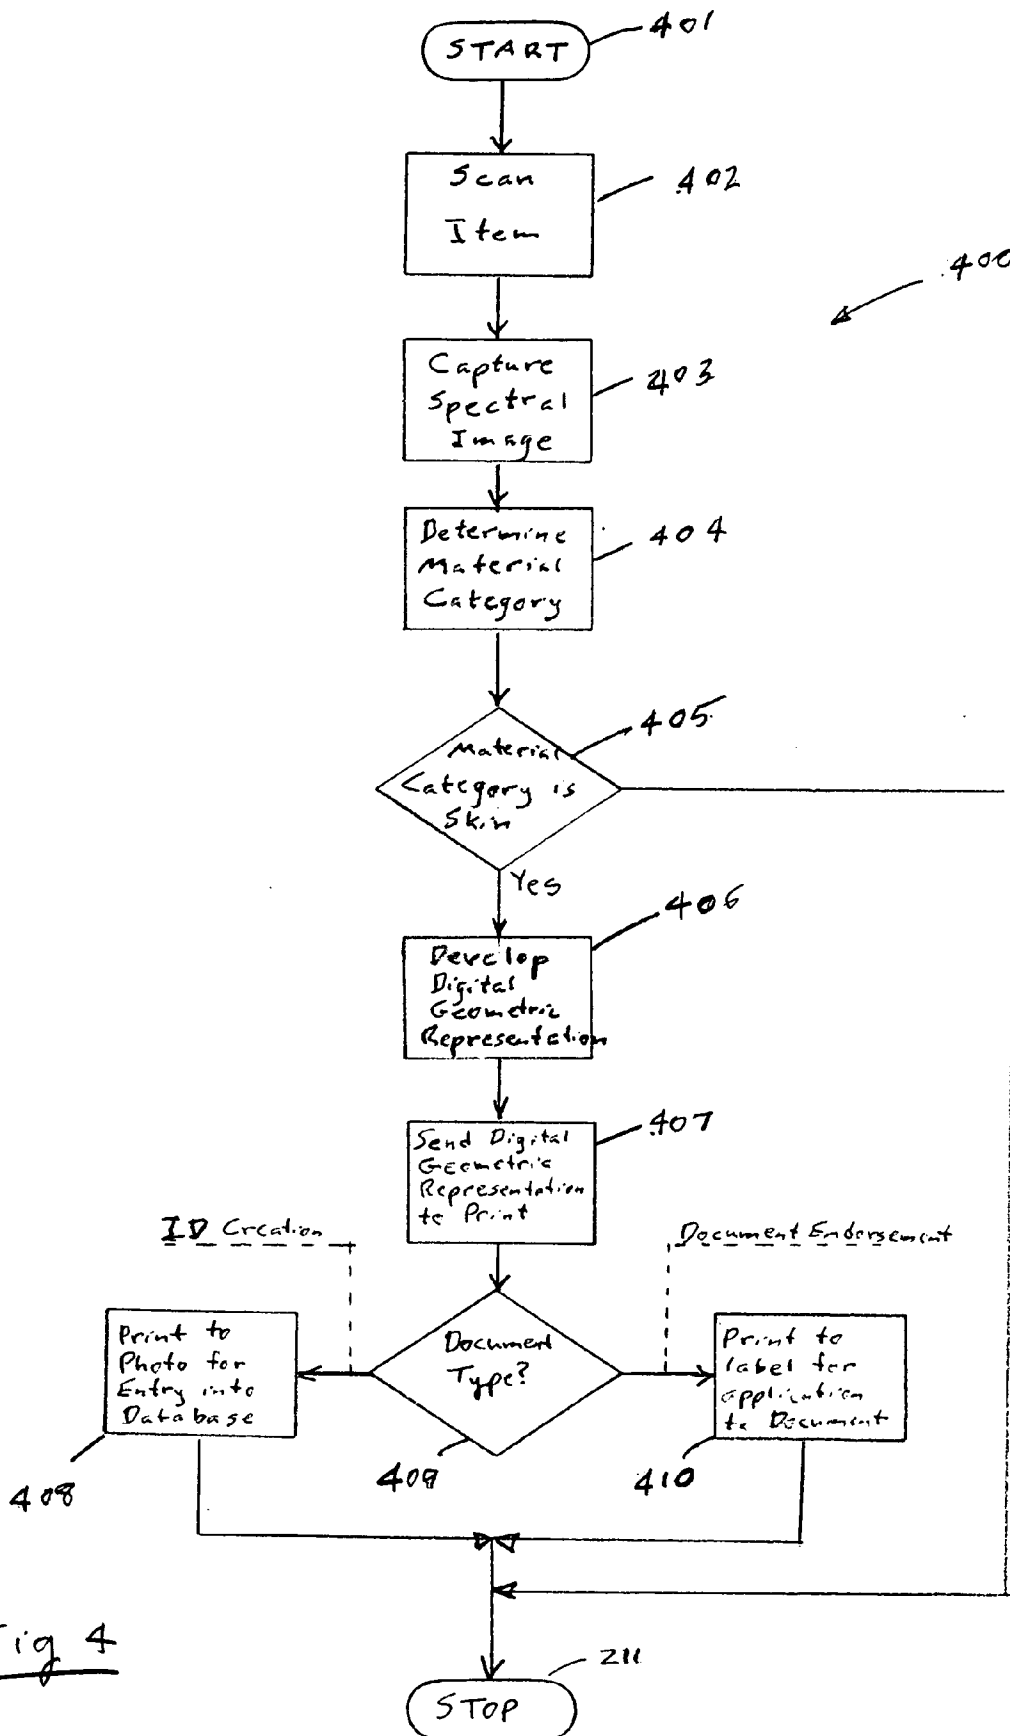 START
401
Scan
Item
402
400
Capture
Spectral
Image
403
Determine
Material
Category
404
Material
Category is
Skin
405
Yes
Develop
Digital
Geometric
Representation
406
Send Digital
Geometric
Representation
to Print
407
ID Creation
Document Endorsement
Print to
Photo for
Entry into
Database
408
Document
Type?
409
Print to
label for
application
to Document
410
Fig 4
STOP
211